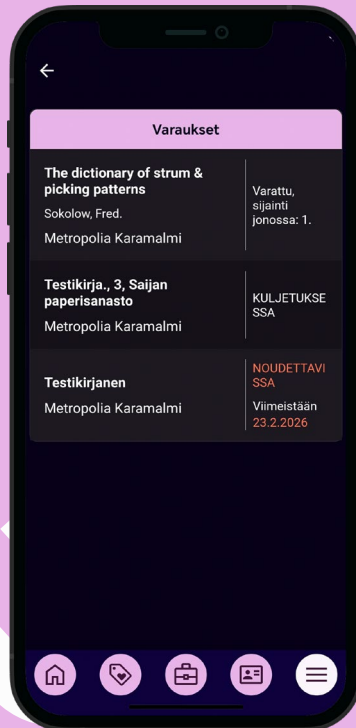 Varaukset
The dictionary of strum &
picking patterns
Sokolow, Fred.
Metropolia Karamalmi
Varattu,
sijainti
jonossa: 1.
Testikirja., 3, Saijan
paperisanasto
Metropolia Karamalmi
KULJETUKSE
SSA
Testikirjanen
Metropolia Karamalmi
NOUDETTAVI
SSA
Viimeistään
23.2.2026